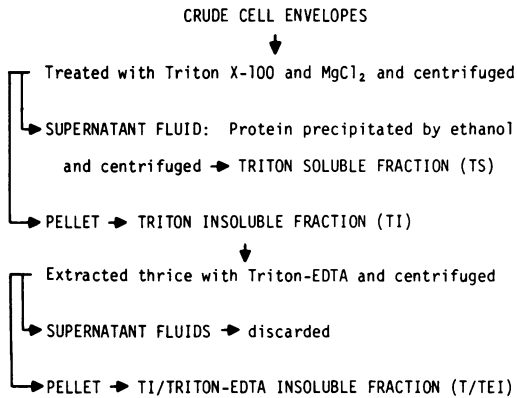 CRUDE CELL ENVELOPES
Treated with Triton X-100 and MgCl₂ and centrifuged
SUPERNATANT FLUID: Protein precipitated by ethanol
and centrifuged → TRITON SOLUBLE FRACTION (TS)
PELLET → TRITON INSOLUBLE FRACTION (TI)
Extracted thrice with Triton-EDTA and centrifuged
SUPERNATANT FLUIDS → discarded
PELLET → TI/TRITON-EDTA INSOLUBLE FRACTION (T/TEI)